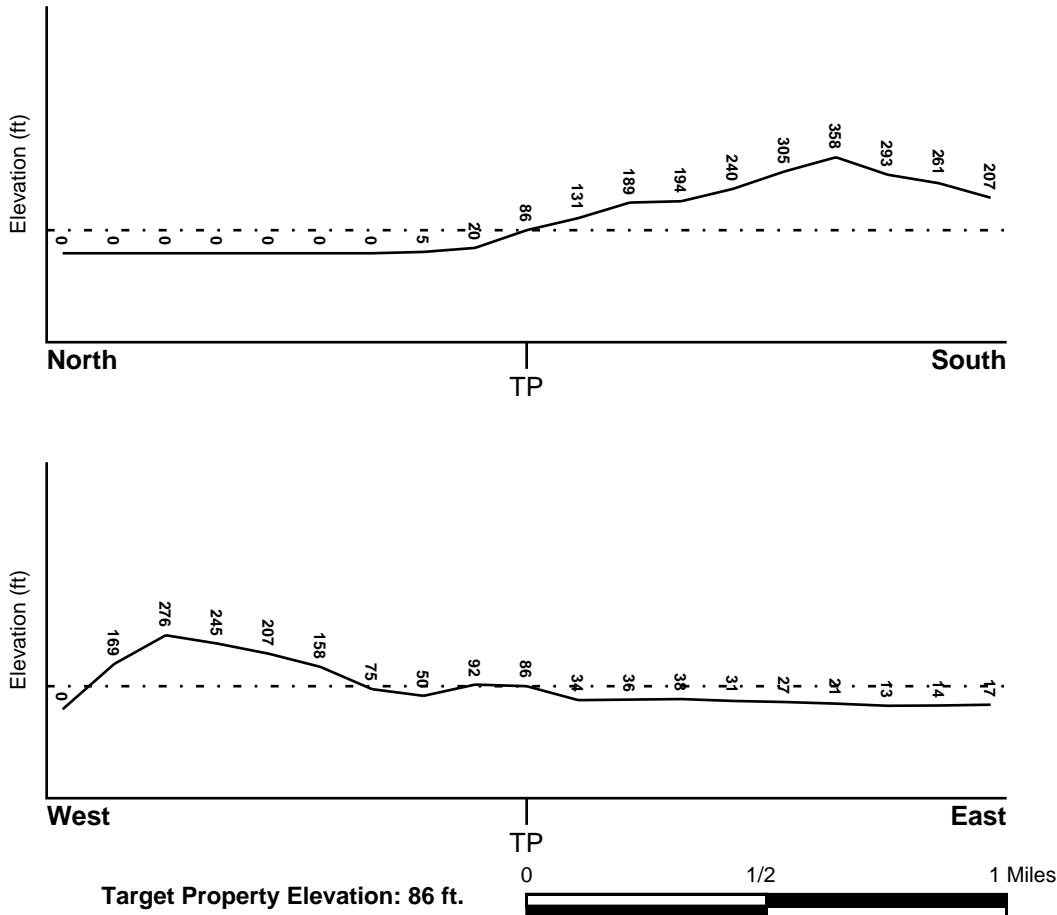 Elevation (ft)
0 0 0 0 0 0 0 5 20 86 131 189 194 240 305 358 293 261 207
North South
TP
Elevation (ft)
0 169 276 245 207 158 75 50 92 86 34 36 38 31 27 21 13 14 17
West East
TP
0 1/2 1 Miles
Target Property Elevation: 86 ft.